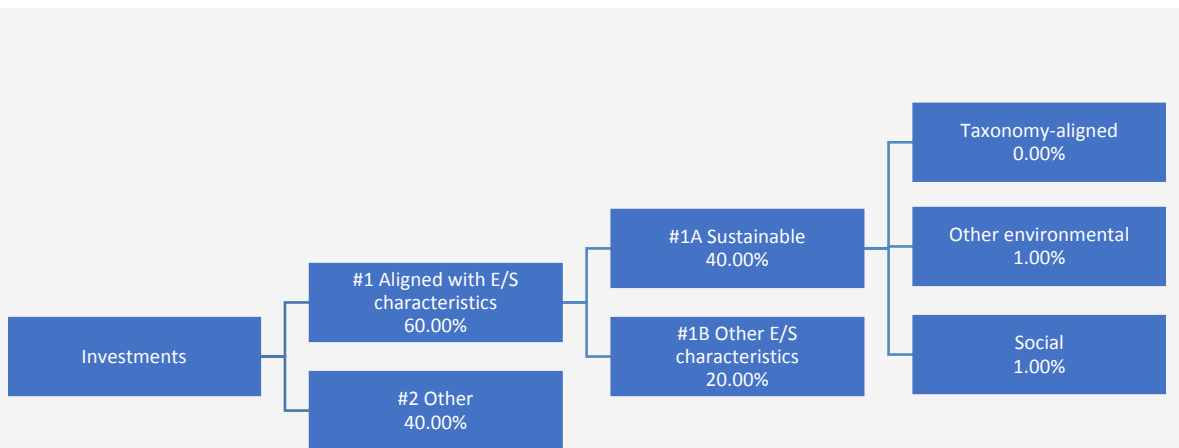 Investments
#1 Aligned with E/S
characteristics
60.00%
#2 Other
40.00%
#1A Sustainable
40.00%
#1B Other E/S
characteristics
20.00%
Taxonomy-aligned
0.00%
Other environmental
1.00%
Social
1.00%